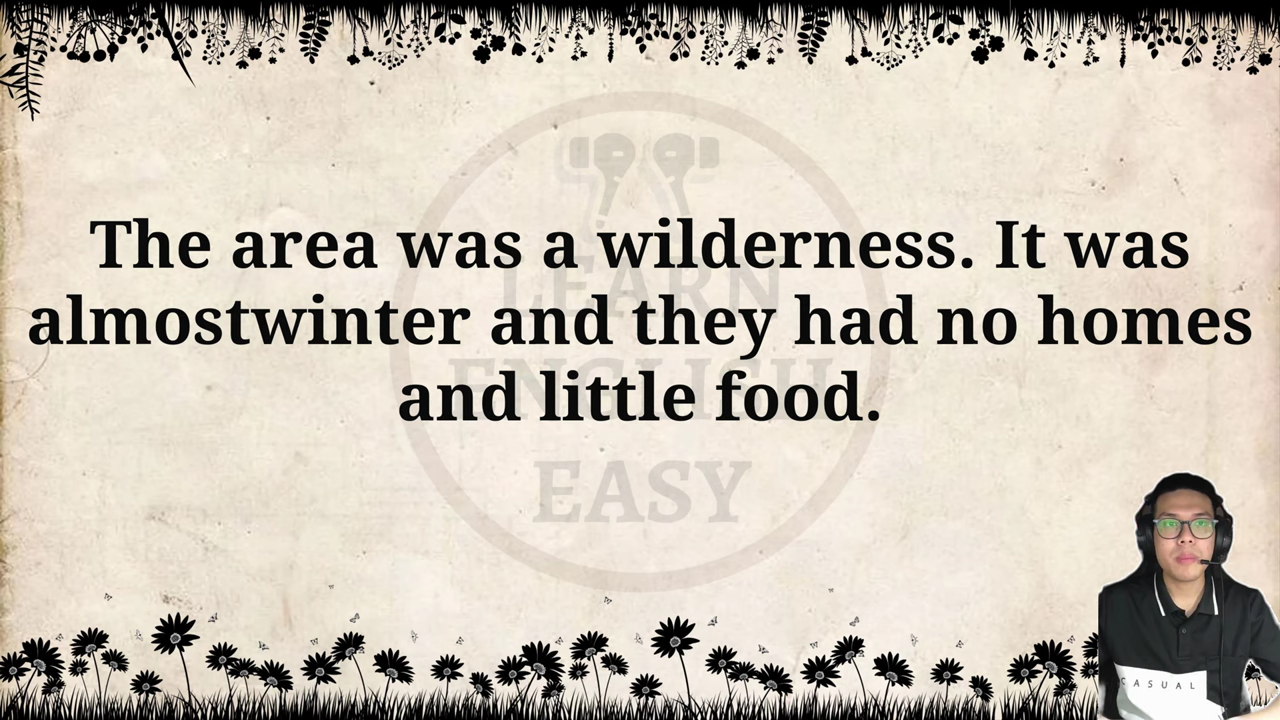 The area was a wilderness. It was
almostwinter and they had no homes
and little food.
LEARN
ENGLISH
EASY
CASUAL